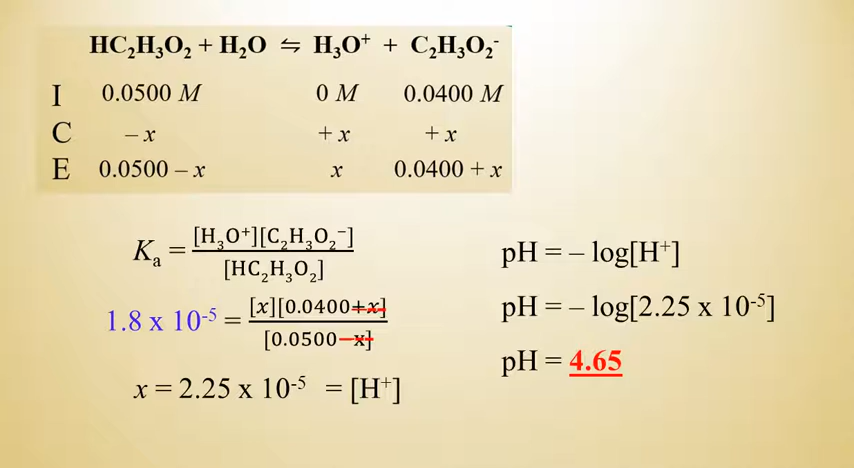 HC₂H₃O₂ + H₂O ⇋ H₃O⁺ + C₂H₃O₂⁻
I 0.0500 M 0 M 0.0400 M
C – x + x + x
E 0.0500 – x x 0.0400 + x
Kₐ = [H₃O⁺][C₂H₃O₂⁻] / [HC₂H₃O₂]
1.8 x 10⁻⁵ = [x][0.0400+x] / [0.0500−x]
x = 2.25 x 10⁻⁵ = [H⁺]
pH = – log[H⁺]
pH = – log[2.25 x 10⁻⁵]
pH = 4.65